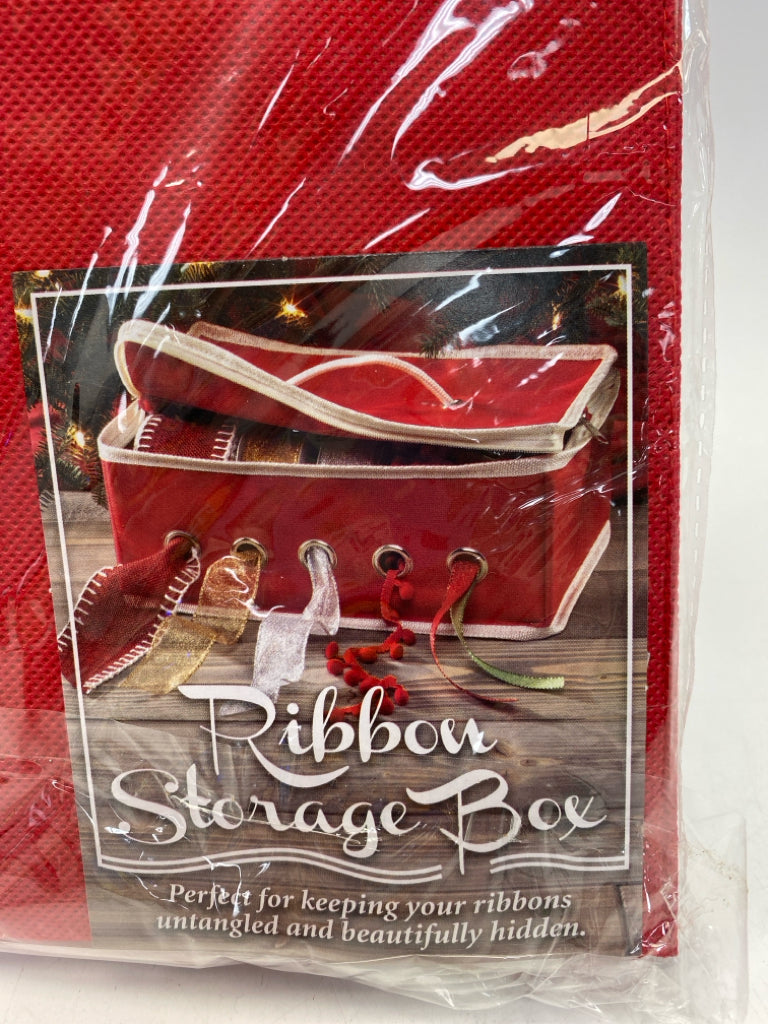 Ribbon
Storage Box
Perfect for keeping your ribbons
untangled and beautifully hidden.